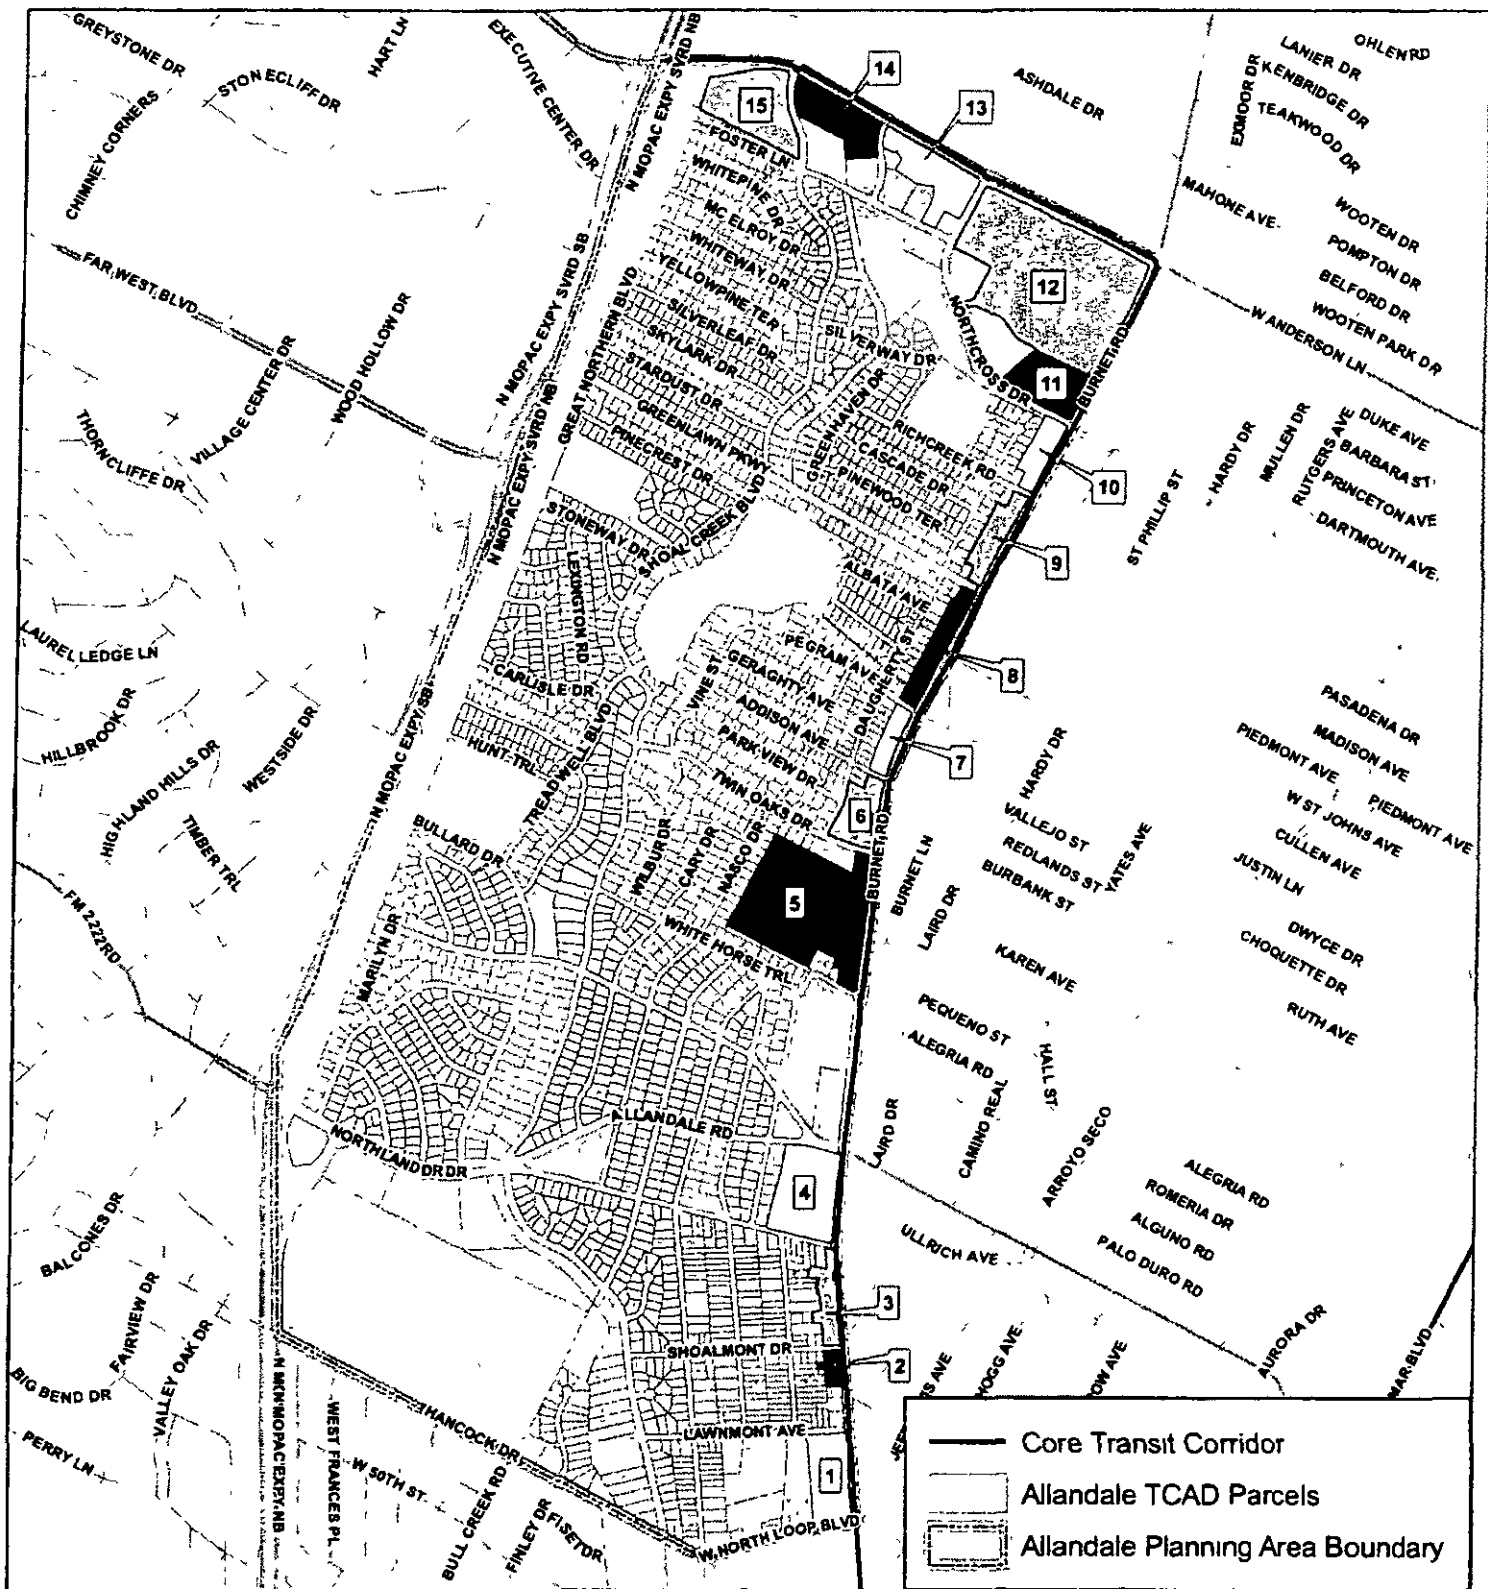 GREYSTONE DR
HART LN
STONECLIFF DR
CHIMNEY CORNERS
EXECUTIVE CENTER DR
N MOPAC EXPY SVRD NB
OHLEN RD
LANIER DR
KENBRIDGE DR
EXMOOR DR
TEAKWOOD DR
ASHDALE DR
14
13
15
FOSTER LN
WHITEPINE DR
MC ELROY DR
WHITEWAY DR
YELLOWPINE TER
SILVERLEAF DR
SKYLARK DR
STARDUST DR
GREENLAWN PKWY
PINECREST DR
MAHONE AVE
WOOTEN DR
POMPTON DR
BELFORD DR
WOOTEN PARK DR
W ANDERSON LN
12
FAR WEST BLVD
WOOD HOLLOW DR
VILLAGE CENTER DR
THORNCLIFFE DR
N MOPAC EXPY SVRD SB
GREAT NORTHERN BLVD
N MOPAC EXPY SVRD NB
SILVERWAY DR
NORTHCROSS DR
11
BURNET RD
GREENHAVEN DR
RICHCREEK RD
CASCADE DR
PINEWOOD TER
10
DUKE AVE
BARBARA ST
PRINCETON AVE
DARTMOUTH AVE
RUTGERS AVE
MULLEN DR
HARDY DR
ST PHILLIP ST
STONEWAY DR
SHOAL CREEK BLVD
LEXINGTON RD
9
ALBATA AVE
PEGRAM AVE
GERAGHTY AVE
ADDISON AVE
PARK VIEW DR
TWIN OAKS DR
DAUGHERTY ST
VINE ST
8
7
6
LAUREL LEDGE LN
HILLBROOK DR
HIGHLAND HILLS DR
WESTSIDE DR
TIMBER TRL
N MOPAC EXPY SB
CARLISLE DR
HUNT TRL
TREADWELL BLVD
BULLARD DR
WILBUR DR
CARY DR
NASCO DR
5
BURNET RD
WHITE HORSE TRL
MARILYN DR
FM 2222 RD
PASADENA DR
MADISON AVE
PIEDMONT AVE
PIEDMONT AVE
W ST JOHNS AVE
CULLEN AVE
JUSTIN LN
DWYCE DR
CHOQUETTE DR
RUTH AVE
HARDY DR
VALLEJO ST
REDLANDS ST
BURBANK ST
YATES AVE
BURNET LN
LAIRD DR
KAREN AVE
PEQUENO ST
ALEGRIA RD
HALL ST
CAMINO REAL
ARROYO SECO
LAIRD DR
ALLANDALE RD
NORTHLAND DR DR
4
ALEGRIA RD
ROMERIA DR
ALGUNO RD
PALO DURO RD
ULLRICH AVE
AURORA DR
BALCONES DR
FAIRVIEW DR
VALLEY OAK DR
BIG BEND DR
PERRY LN
3
SHOALMONT DR
2
LAWNMONT AVE
1
HANCOCK DR
WEST FRANCES PL
W 50TH ST
BULL CREEK RD
FINLEY DR
FISET DR
W NORTH LOOP BLVD
HOGG AVE
Core Transit Corridor
Allandale TCAD Parcels
Allandale Planning Area Boundary